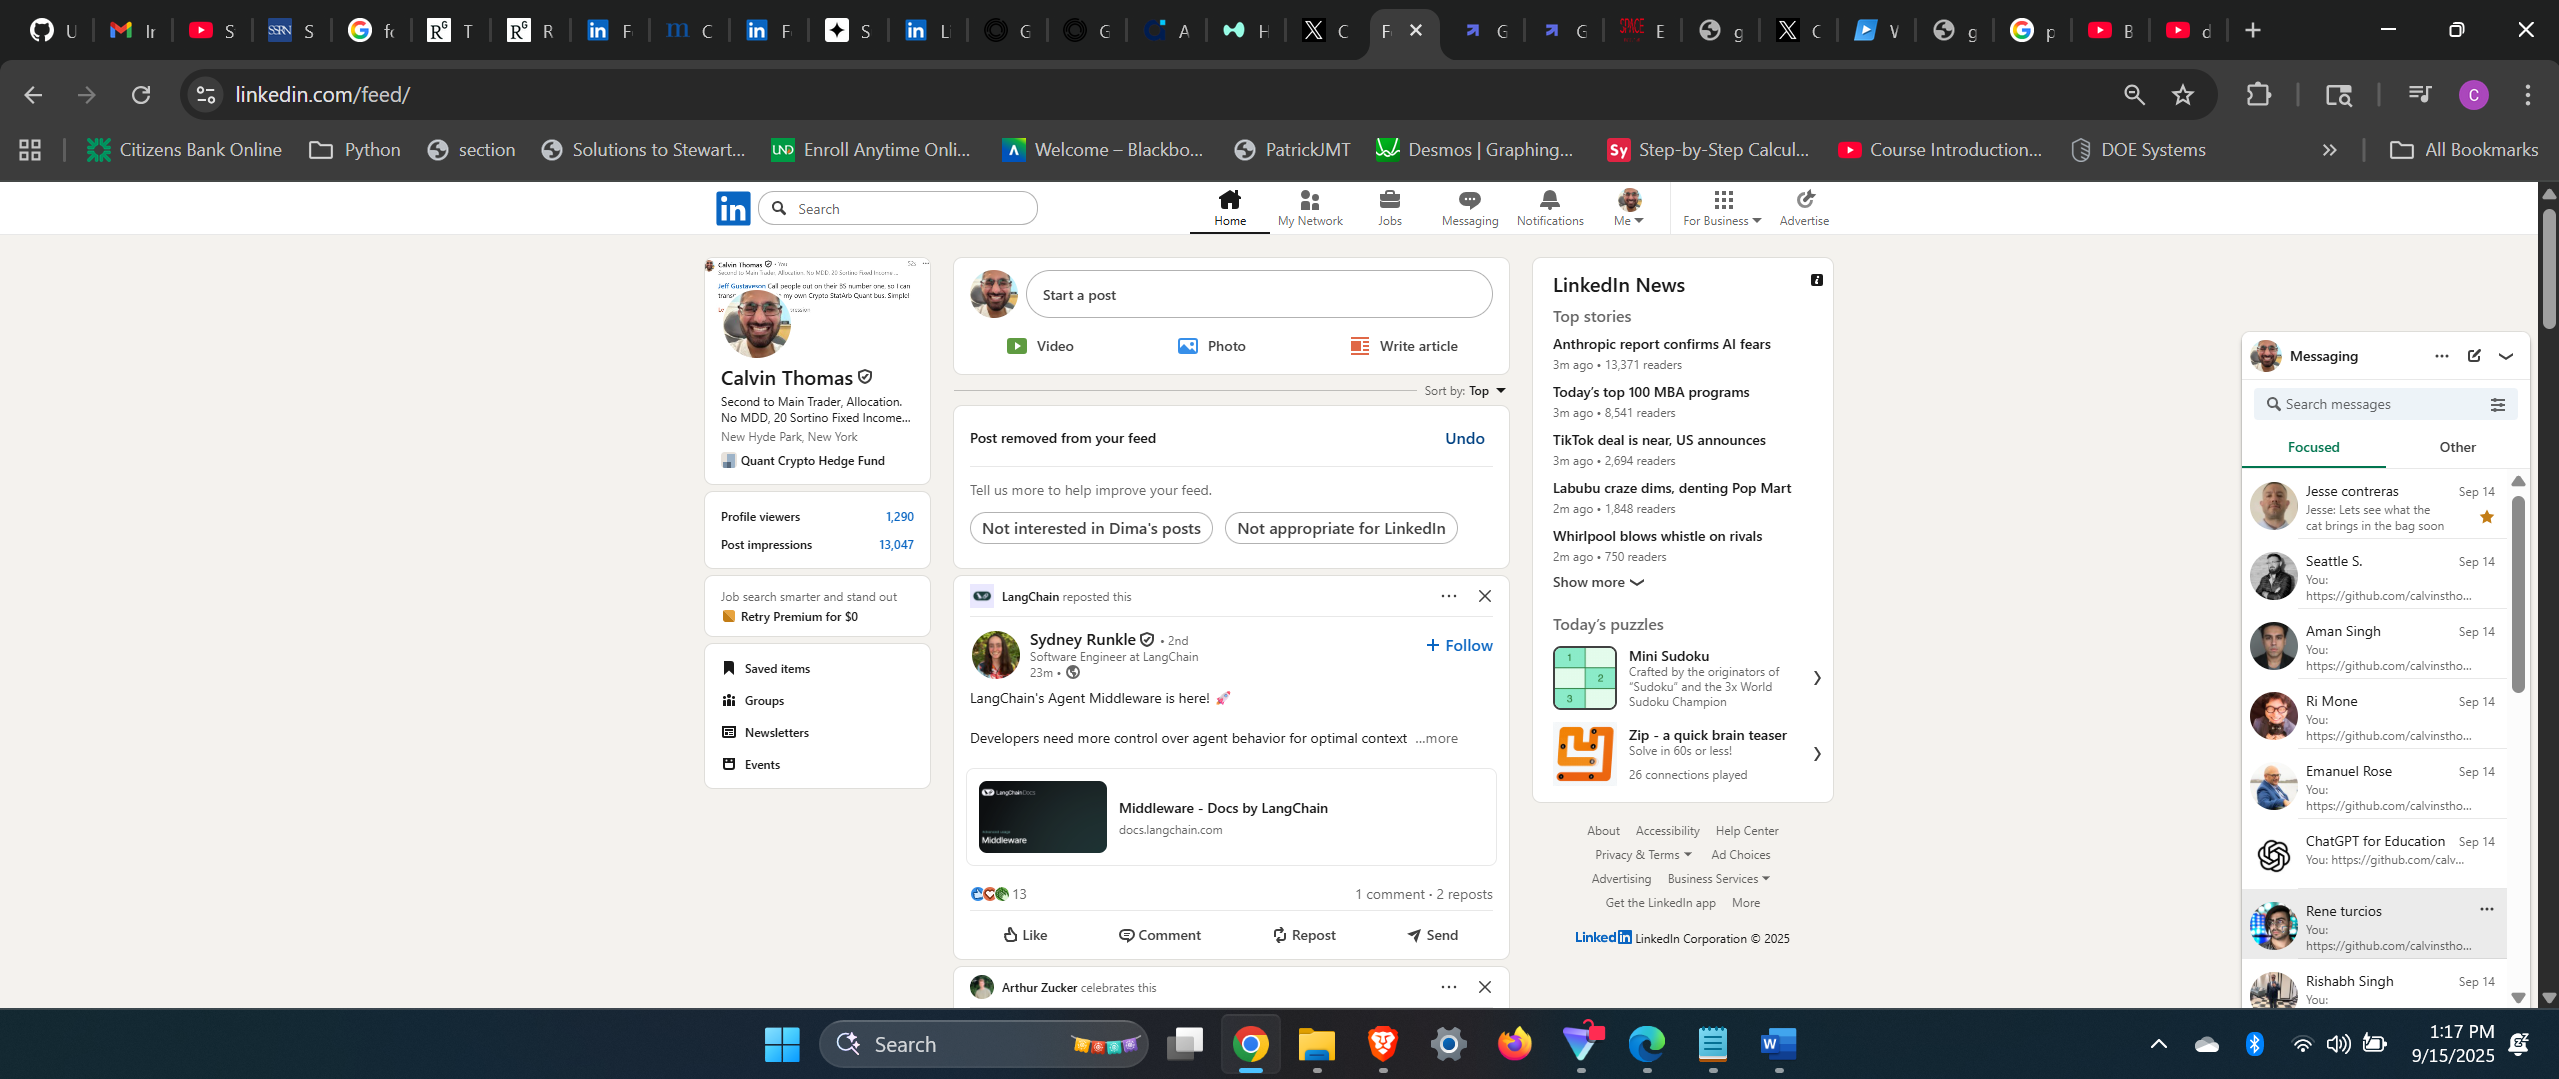 linkedin.com/feed/
Citizens Bank Online
Python
section
Solutions to Stewart...
Enroll Anytime Onli...
Welcome – Blackbo...
PatrickJMT
Desmos | Graphing...
Step-by-Step Calcul...
Course Introduction...
DOE Systems
All Bookmarks
Search
Home
My Network
Jobs
Messaging
Notifications
Me
For Business
Advertise
Calvin Thomas
Second to Main Trader, Allocation.
No MDD, 20 Sortino Fixed Income...
New Hyde Park, New York
Quant Crypto Hedge Fund
Profile viewers 1,290
Post impressions 13,047
Job search smarter and stand out
Retry Premium for $0
Saved items
Groups
Newsletters
Events
Start a post
Video
Photo
Write article
Sort by: Top
Post removed from your feed
Undo
Tell us more to help improve your feed.
Not interested in Dima's posts
Not appropriate for LinkedIn
LangChain reposted this
Sydney Runkle • 2nd
Software Engineer at LangChain
23m •
+ Follow
LangChain's Agent Middleware is here! 🚀
Developers need more control over agent behavior for optimal context ...more
LangChain Docs
Middleware
Middleware - Docs by LangChain
docs.langchain.com
13
1 comment · 2 reposts
Like
Comment
Repost
Send
Arthur Zucker celebrates this
LinkedIn News
Top stories
Anthropic report confirms AI fears
3m ago • 13,371 readers
Today's top 100 MBA programs
3m ago • 8,541 readers
TikTok deal is near, US announces
3m ago • 2,694 readers
Labubu craze dims, denting Pop Mart
2m ago • 1,848 readers
Whirlpool blows whistle on rivals
2m ago • 750 readers
Show more
Today's puzzles
Mini Sudoku
Crafted by the originators of
"Sudoku" and the 3x World
Sudoku Champion
Zip - a quick brain teaser
Solve in 60s or less!
26 connections played
About Accessibility Help Center
Privacy & Terms Ad Choices
Advertising Business Services
Get the LinkedIn app More
LinkedIn LinkedIn Corporation © 2025
Messaging
Search messages
Focused
Other
Jesse contreras Sep 14
Jesse: Lets see what the
cat brings in the bag soon
Seattle S. Sep 14
You:
https://github.com/calvinstho...
Aman Singh Sep 14
You:
https://github.com/calvinstho...
Ri Mone Sep 14
You:
https://github.com/calvinstho...
Emanuel Rose Sep 14
You:
https://github.com/calvinstho...
ChatGPT for Education Sep 14
You: https://github.com/calv...
Rene turcios
You:
https://github.com/calvinstho...
Rishabh Singh Sep 14
You:
Search
1:17 PM
9/15/2025